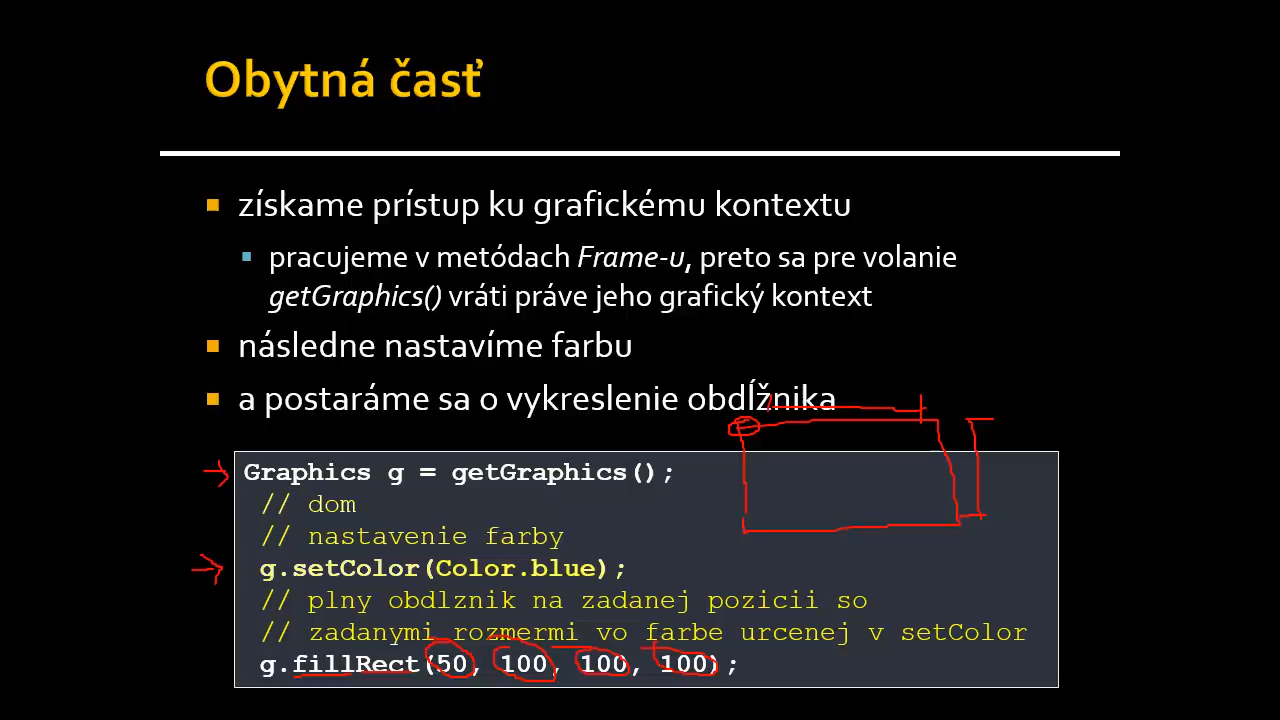 Obytná časť
získame prístup ku grafickému kontextu
pracujeme v metódach Frame-u, preto sa pre volanie
getGraphics() vráti práve jeho grafický kontext
následne nastavíme farbu
a postaráme sa o vykreslenie obdĺžnika
Graphics g = getGraphics();
// dom
// nastavenie farby
g.setColor(Color.blue);
// plny obdlznik na zadanej pozicii so
// zadanymi rozmermi vo farbe urcenej v setColor
g.fillRect(50, 100, 100, 100);